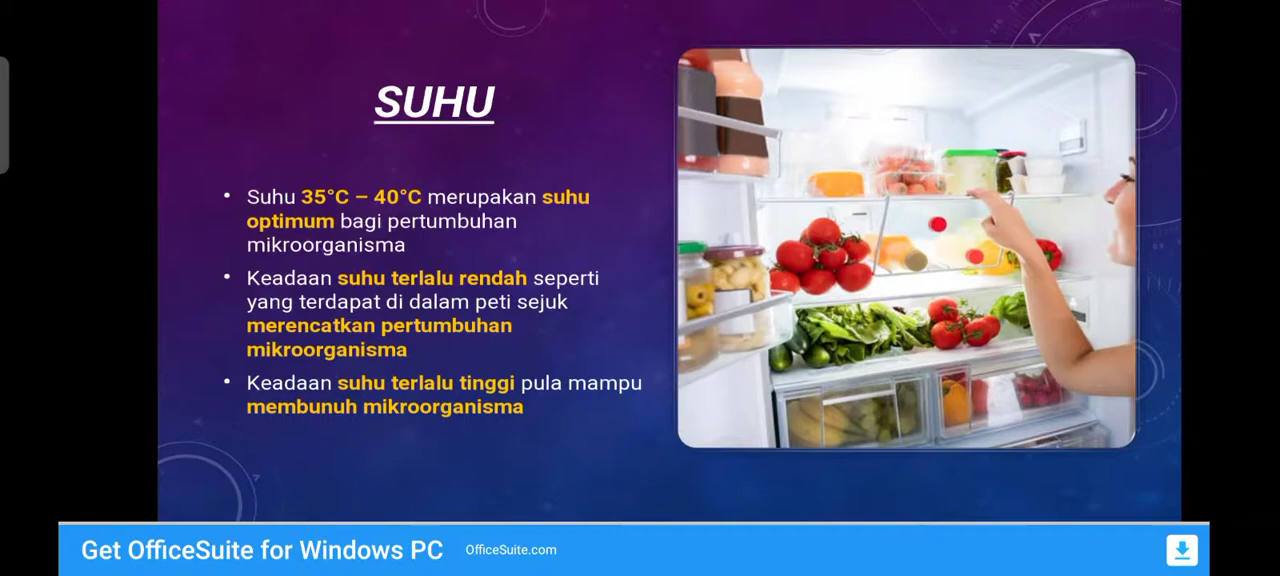 SUHU
• Suhu 35°C – 40°C merupakan suhu
optimum bagi pertumbuhan
mikroorganisma
• Keadaan suhu terlalu rendah seperti
yang terdapat di dalam peti sejuk
merencatkan pertumbuhan
mikroorganisma
• Keadaan suhu terlalu tinggi pula mampu
membunuh mikroorganisma
Get OfficeSuite for Windows PC OfficeSuite.com